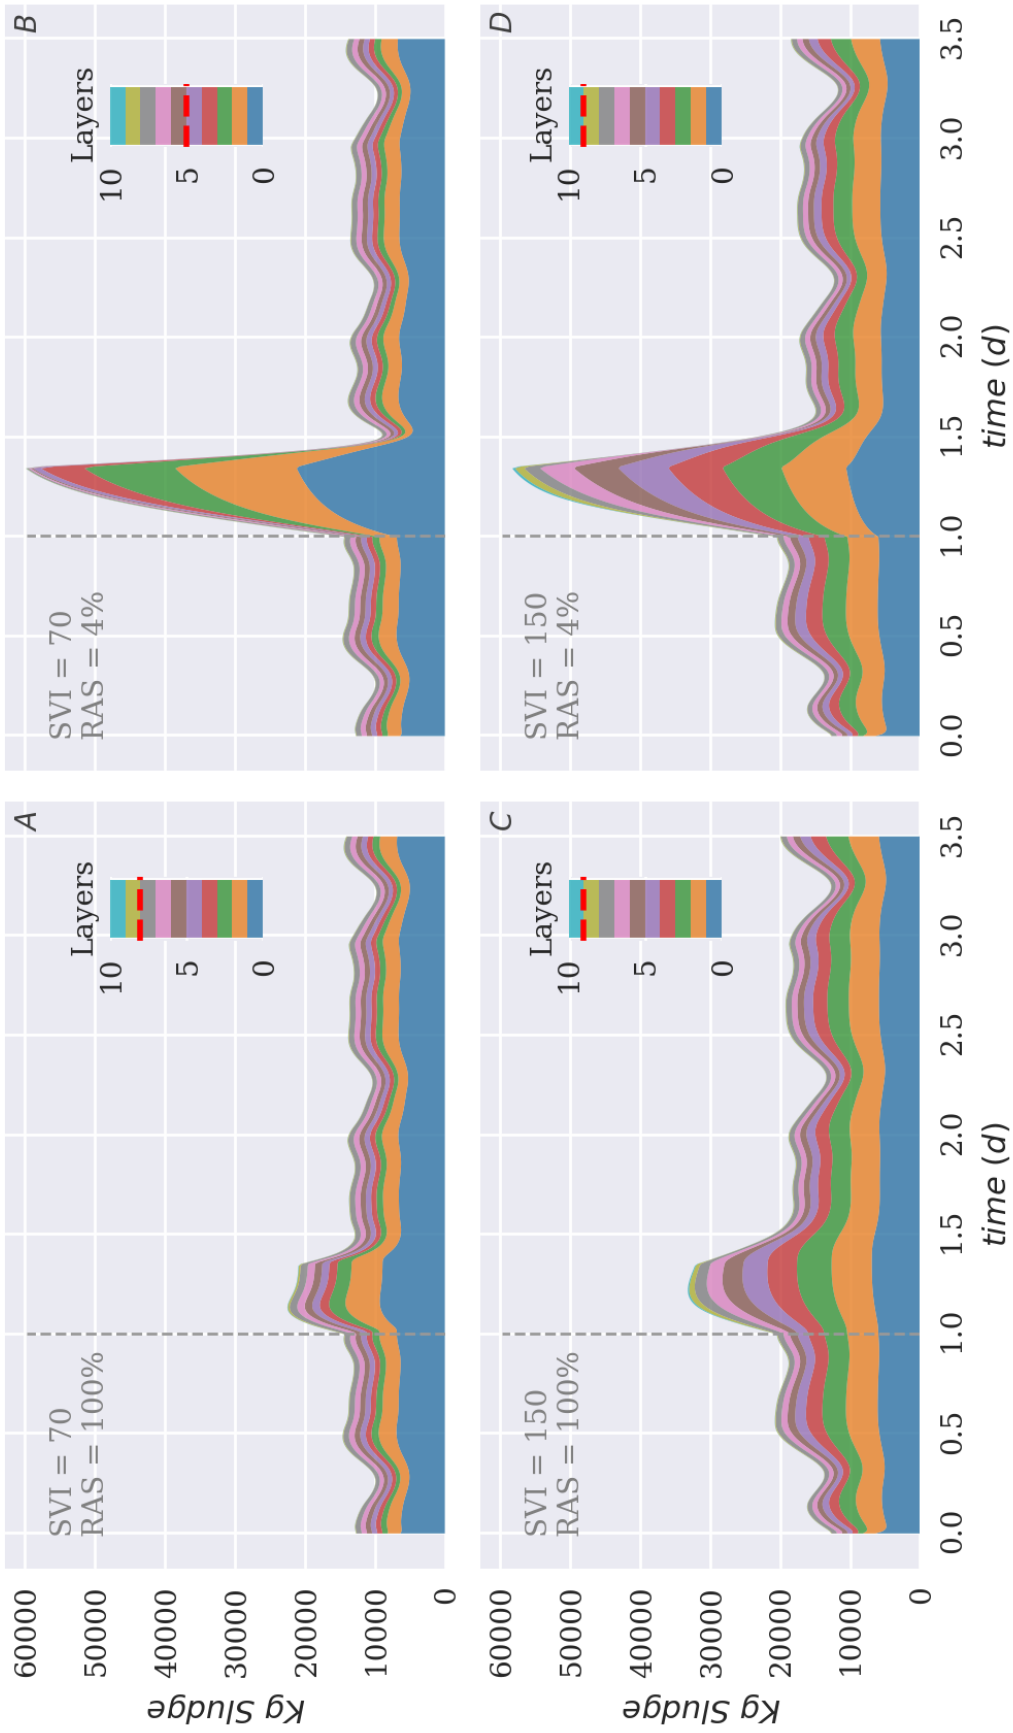 A
SVI = 70
RAS = 100%
Layers
10
5
0
60000
50000
40000
30000
20000
10000
0
Kg Sludge
B
SVI = 70
RAS = 4%
Layers
10
5
0
C
SVI = 150
RAS = 100%
Layers
10
5
0
60000
50000
40000
30000
20000
10000
0
Kg Sludge
0.0 0.5 1.0 1.5 2.0 2.5 3.0 3.5
time (d)
D
SVI = 150
RAS = 4%
Layers
10
5
0
0.0 0.5 1.0 1.5 2.0 2.5 3.0 3.5
time (d)